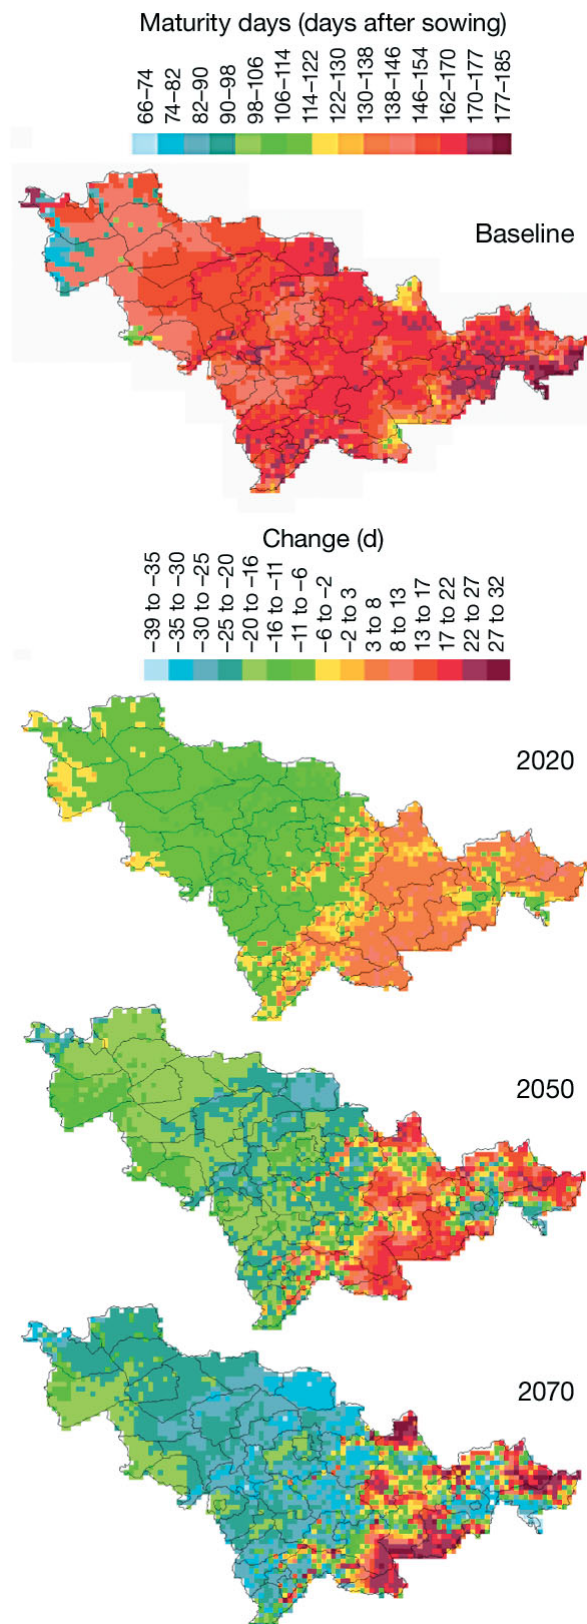 Maturity days (days after sowing)
66–74
74–82
82–90
90–98
98–106
106–114
114–122
122–130
130–138
138–146
146–154
162–170
170–177
177–185
Baseline
Change (d)
–39 to –35
–35 to –30
–30 to –25
–25 to –20
–20 to –16
–16 to –11
–11 to –6
–6 to –2
–2 to 3
3 to 8
8 to 13
13 to 17
17 to 22
22 to 27
27 to 32
2020
2050
2070